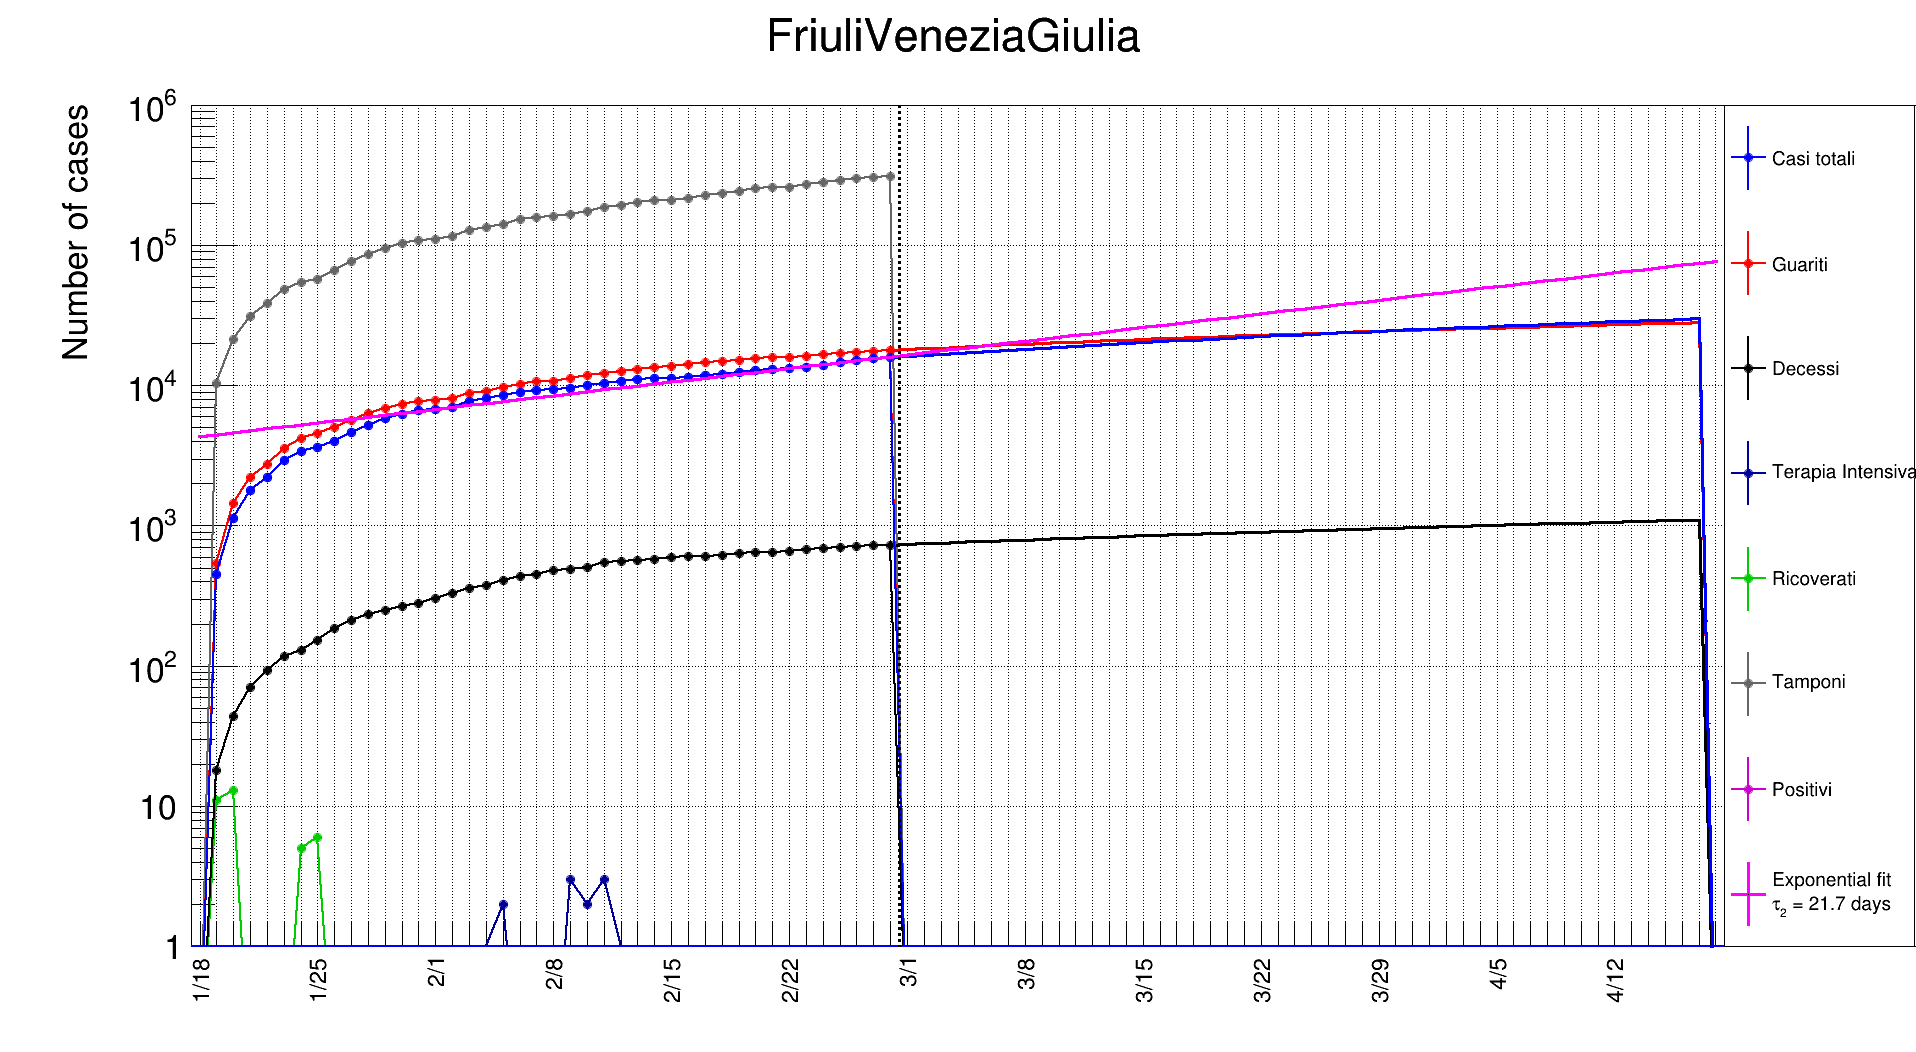 FriuliVeneziaGiulia
Number of cases
10^6
10^5
10^4
10^3
10^2
10
1
1/18
1/25
2/1
2/8
2/15
2/22
3/1
3/8
3/15
3/22
3/29
4/5
4/12
Casi totali
Guariti
Decessi
Terapia Intensiva
Ricoverati
Tamponi
Positivi
Exponential fit
τ₂ = 21.7 days